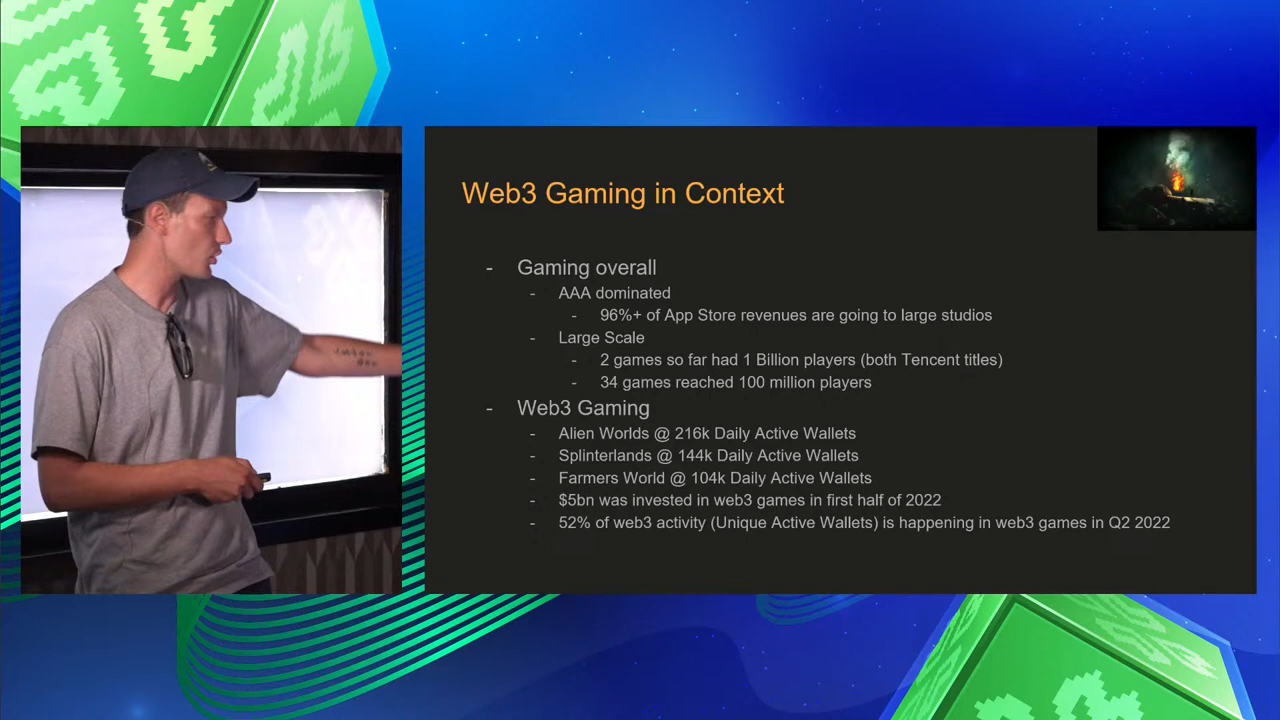 Web3 Gaming in Context
- Gaming overall
- AAA dominated
- 96%+ of App Store revenues are going to large studios
- Large Scale
- 2 games so far had 1 Billion players (both Tencent titles)
- 34 games reached 100 million players
- Web3 Gaming
- Alien Worlds @ 216k Daily Active Wallets
- Splinterlands @ 144k Daily Active Wallets
- Farmers World @ 104k Daily Active Wallets
- $5bn was invested in web3 games in first half of 2022
- 52% of web3 activity (Unique Active Wallets) is happening in web3 games in Q2 2022